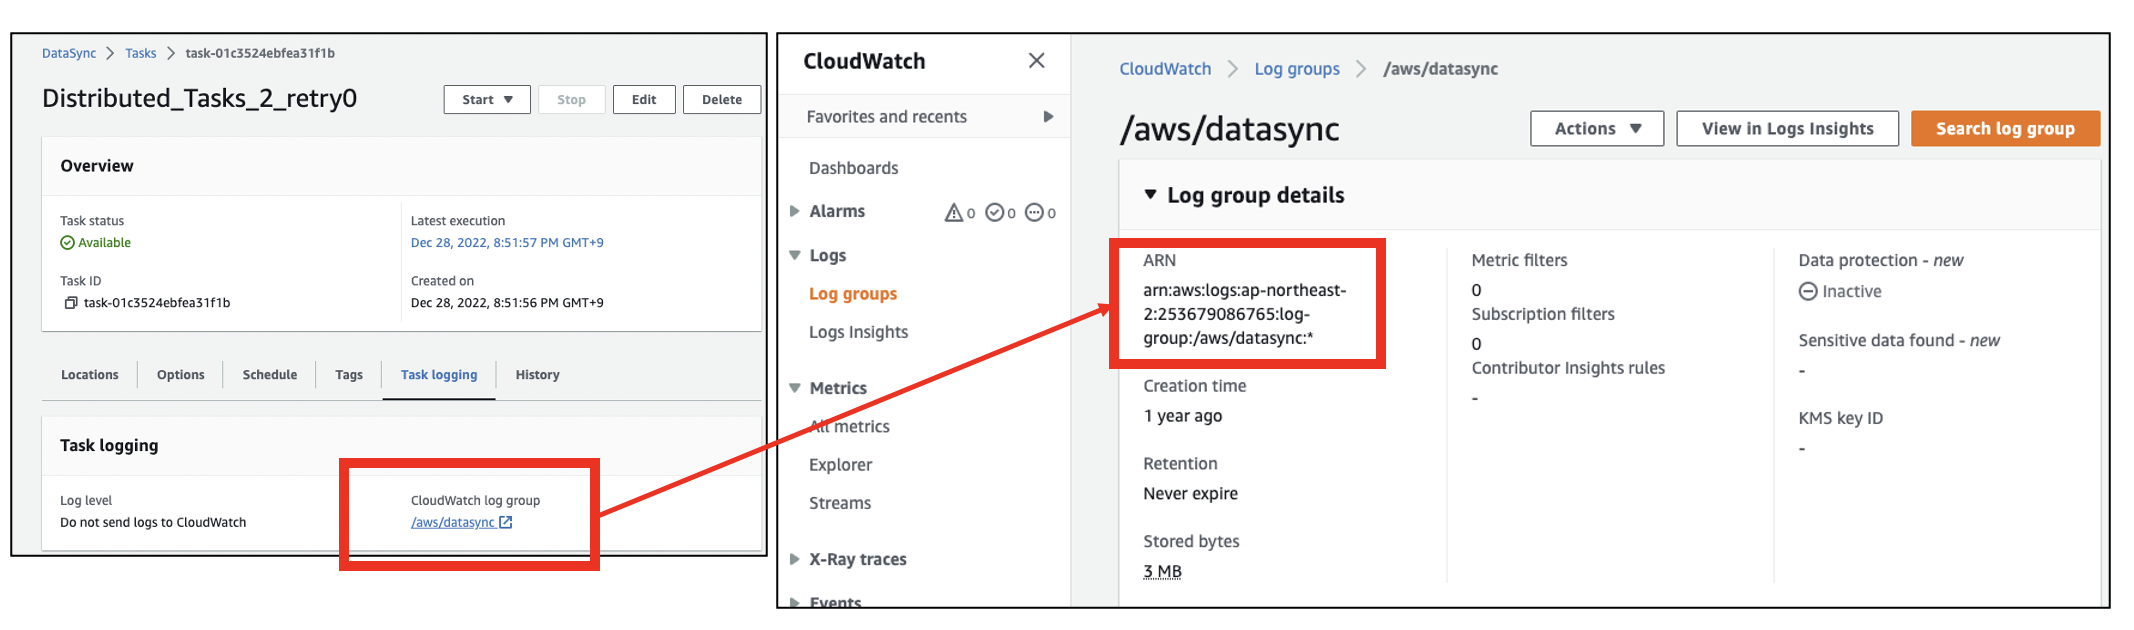 DataSync > Tasks > task-01c3524ebfea31f1b
Distributed_Tasks_2_retry0
Start ▼ Stop Edit Delete
Overview
Task status
Available
Task ID
task-01c3524ebfea31f1b
Latest execution
Dec 28, 2022, 8:51:57 PM GMT+9
Created on
Dec 28, 2022, 8:51:56 PM GMT+9
Locations Options Schedule Tags Task logging History
Task logging
Log level
Do not send logs to CloudWatch
CloudWatch log group
/aws/datasync
CloudWatch
Favorites and recents
Dashboards
Alarms 0 0 0
Logs
Log groups
Logs Insights
Metrics
All metrics
Explorer
Streams
X-Ray traces
Events
CloudWatch > Log groups > /aws/datasync
/aws/datasync
Actions ▼ View in Logs Insights Search log group
▼ Log group details
ARN
arn:aws:logs:ap-northeast-
2:253679086765:log-
group:/aws/datasync:*
Creation time
1 year ago
Retention
Never expire
Stored bytes
3 MB
Metric filters
0
Subscription filters
0
Contributor Insights rules
-
Data protection - new
Inactive
Sensitive data found - new
-
KMS key ID
-